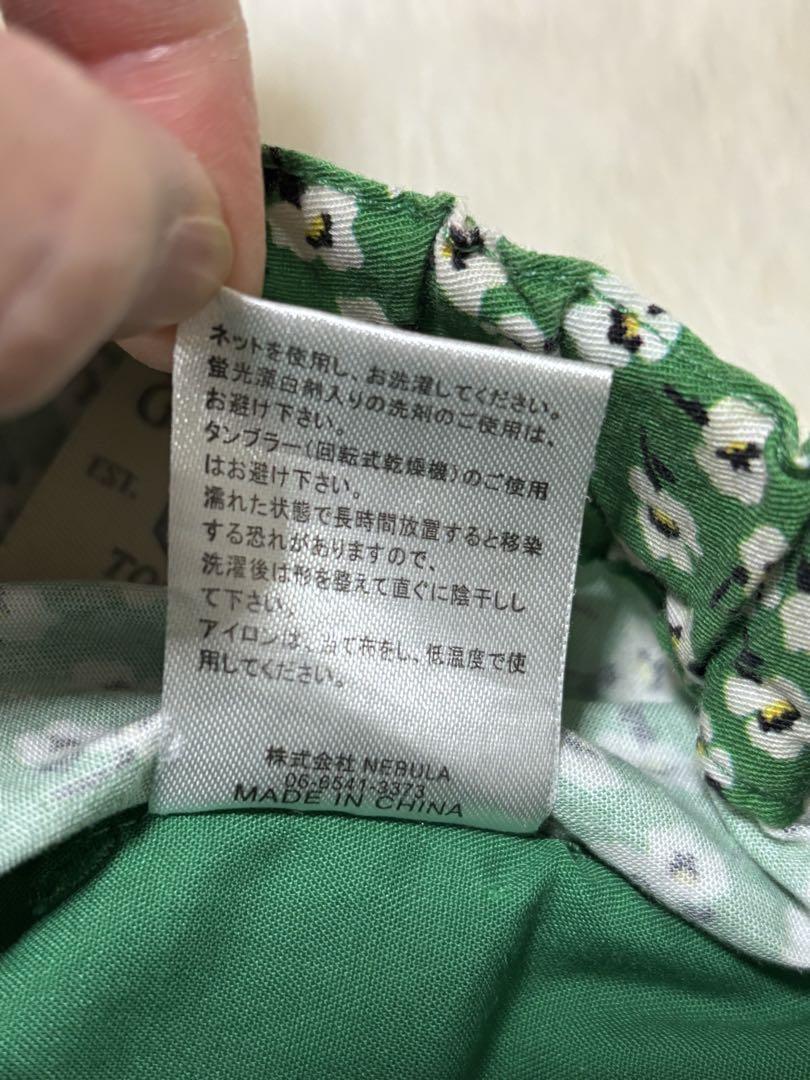 ネットを使用し、お洗濯してください。
蛍光漂白剤入りの洗剤のご使用は、
お避け下さい。
タンブラー(回転式乾燥機)のご使用
はお避け下さい。
濡れた状態で長時間放置すると移染
する恐れがありますので、
洗濯後は形を整えて直ぐに陰干しし
て下さい。
アイロンは、当て布をし、低温度で使
用してください。
株式会社 NEBULA
06-6541-3373
MADE IN CHINA
EST.